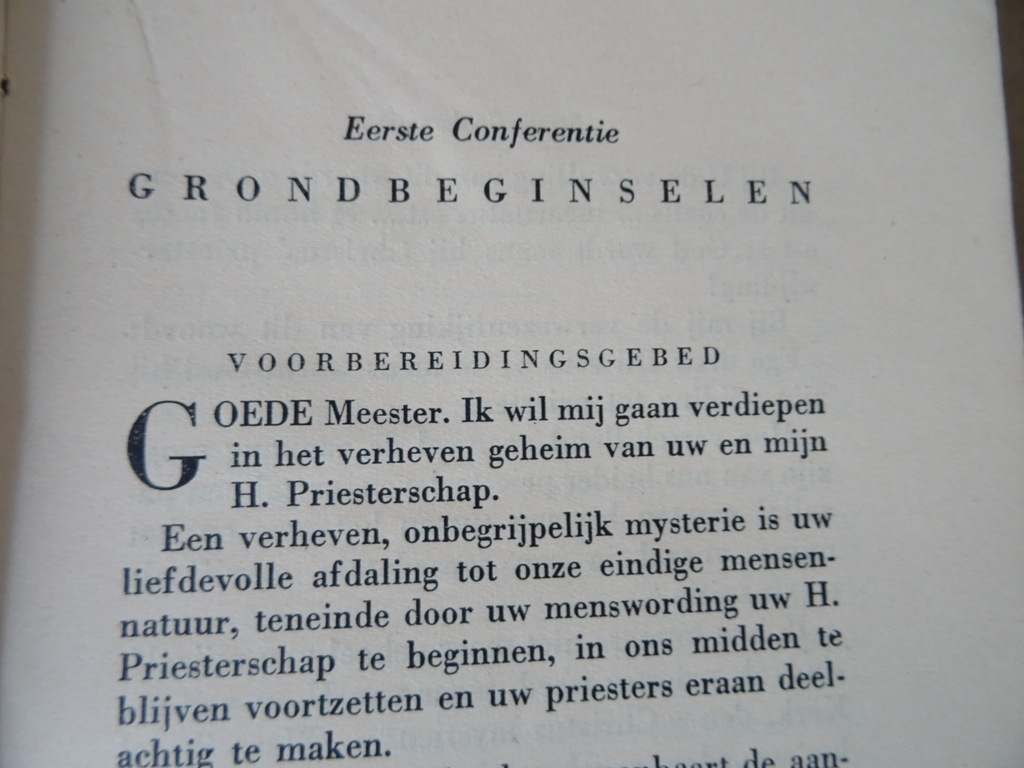 Eerste Conferentie
GRONDBEGINSELEN
VOORBEREIDINGSGEBED
GOEDE Meester. Ik wil mij gaan verdiepen
in het verheven geheim van uw en mijn
H. Priesterschap.
Een verheven, onbegrijpelijk mysterie is uw
liefdevolle afdaling tot onze eindige mensen-
natuur, teneinde door uw menswording uw H.
Priesterschap te beginnen, in ons midden te
blijven voortzetten en uw priesters eraan deel-
achtig te maken.
de aan-